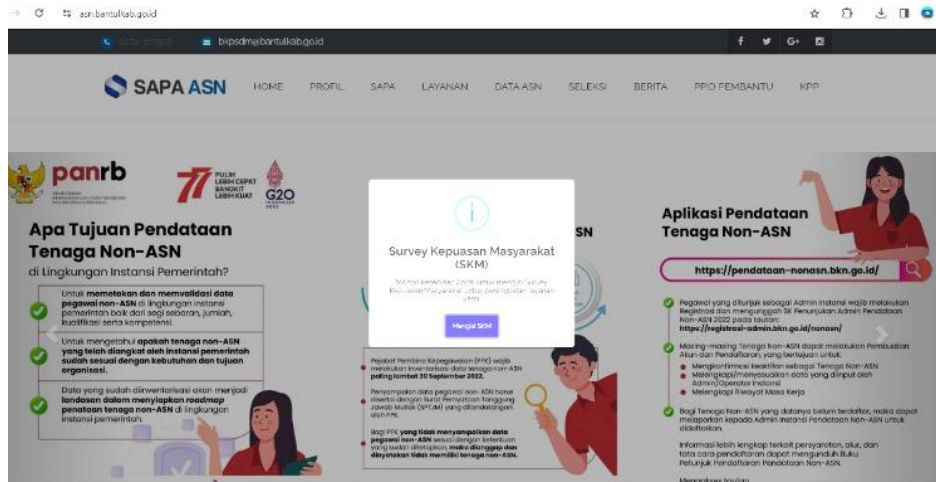 asn.bantulkab.go.id
bkpsdm@bantulkab.go.id
SAPA ASN
HOME PROFIL SAPA LAYANAN DATA ASN SELEKSI BERITA PPID PEMBANTU KPP
panrb
77
PULIH
LEBIH CEPAT
BANGKIT
LEBIH KUAT
G20
Apa Tujuan Pendataan
Tenaga Non-ASN
di Lingkungan Instansi Pemerintah?
Untuk memetakan dan memvalidasi data
pegawai non-ASN di lingkungan instansi
pemerintah baik dari segi sebaran, jumlah,
kualifikasi serta kompetensi.
Untuk mengetahui apakah tenaga non-ASN
yang telah diangkat oleh instansi pemerintah
sudah sesuai dengan kebutuhan dan tujuan
organisasi.
Data yang sudah diinventarisasi akan menjadi
landasan dalam menyiapkan roadmap
penataan tenaga non-ASN di lingkungan
instansi pemerintah.
SN
Survey Kepuasan Masyarakat
(SKM)
Mengisi SKM
Pejabat Pembina Kepegawaian (PPK) wajib
melakukan inventarisasi data tenaga non-ASN
paling lambat 30 September 2022.
Penyampaian data pegawai non-ASN harus
disertai dengan Surat Pernyataan Tanggung
Jawab Mutlak (SPTJM) yang ditandatangani
oleh PPK.
Bagi PPK yang tidak menyampaikan data
pegawai non-ASN sesuai dengan ketentuan
yang sudah ditetapkan, maka dianggap dan
dinyatakan tidak memiliki tenaga non-ASN.
Aplikasi Pendataan
Tenaga Non-ASN
https://pendataan-nonasn.bkn.go.id/
Pegawai yang ditunjuk sebagai Admin Instansi wajib melakukan
Registrasi dan mengunggah SK Penunjukan Admin Pendataan
Non-ASN 2022 pada tautan:
https://registrasi-admin.bkn.go.id/nonasn/
Masing-masing Tenaga Non-ASN dapat melakukan Pembuatan
Akun dan Pendaftaran, yang bertujuan untuk:
Mengkonfirmasi keaktifan sebagai Tenaga Non-ASN
Melengkapi/menyesuaikan data yang diinput oleh
Admin/Operator Instansi
Melengkapi Riwayat Masa Kerja
Bagi Tenaga Non-ASN yang datanya belum terdaftar, maka dapat
melaporkan kepada Admin Instansi Pendataan Non-ASN untuk
didaftarkan.
Informasi lebih lengkap terkait persyaratan, alur, dan
tata cara pendaftaran dapat mengunduh Buku
Petunjuk Pendaftaran Pendataan Non-ASN.